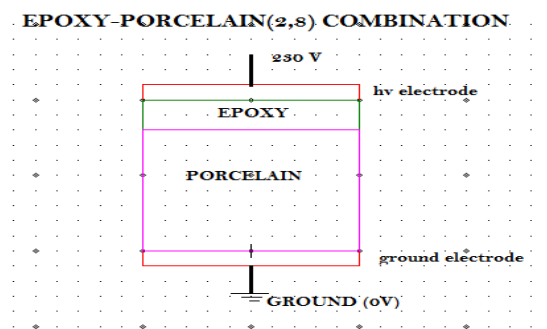 EPOXY-PORCELAIN(2,8) COMBINATION
230 V
hv electrode
EPOXY
PORCELAIN
ground electrode
GROUND (0V)